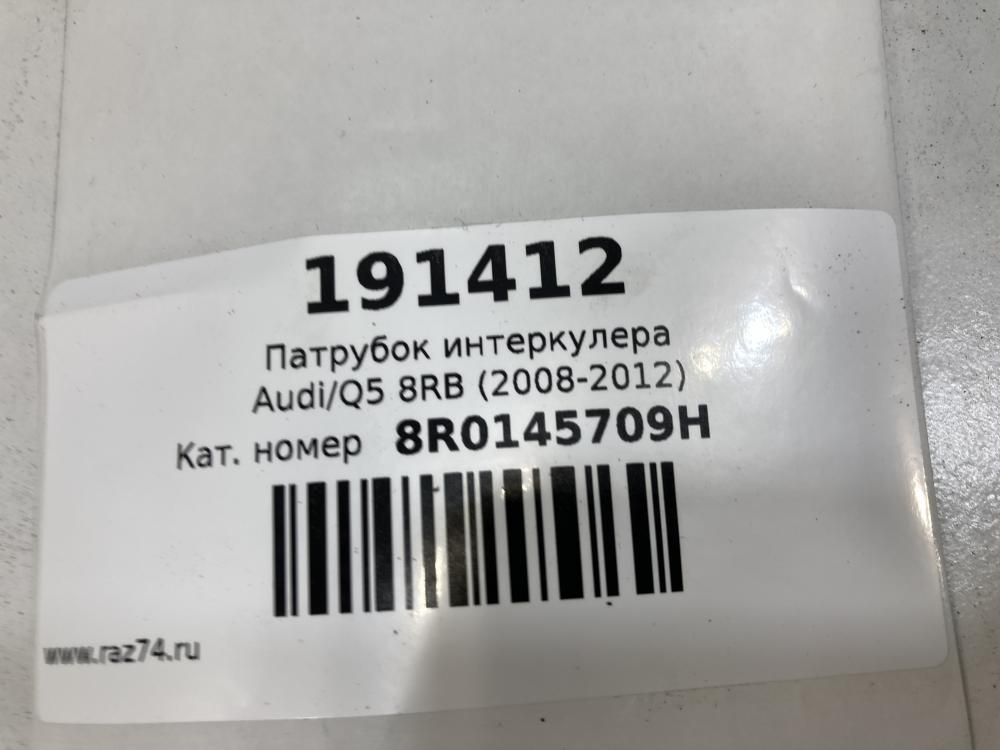 191412
Патрубок интеркулера
Audi/Q5 8RB (2008-2012)
Кат. номер 8R0145709H
www.raz74.ru